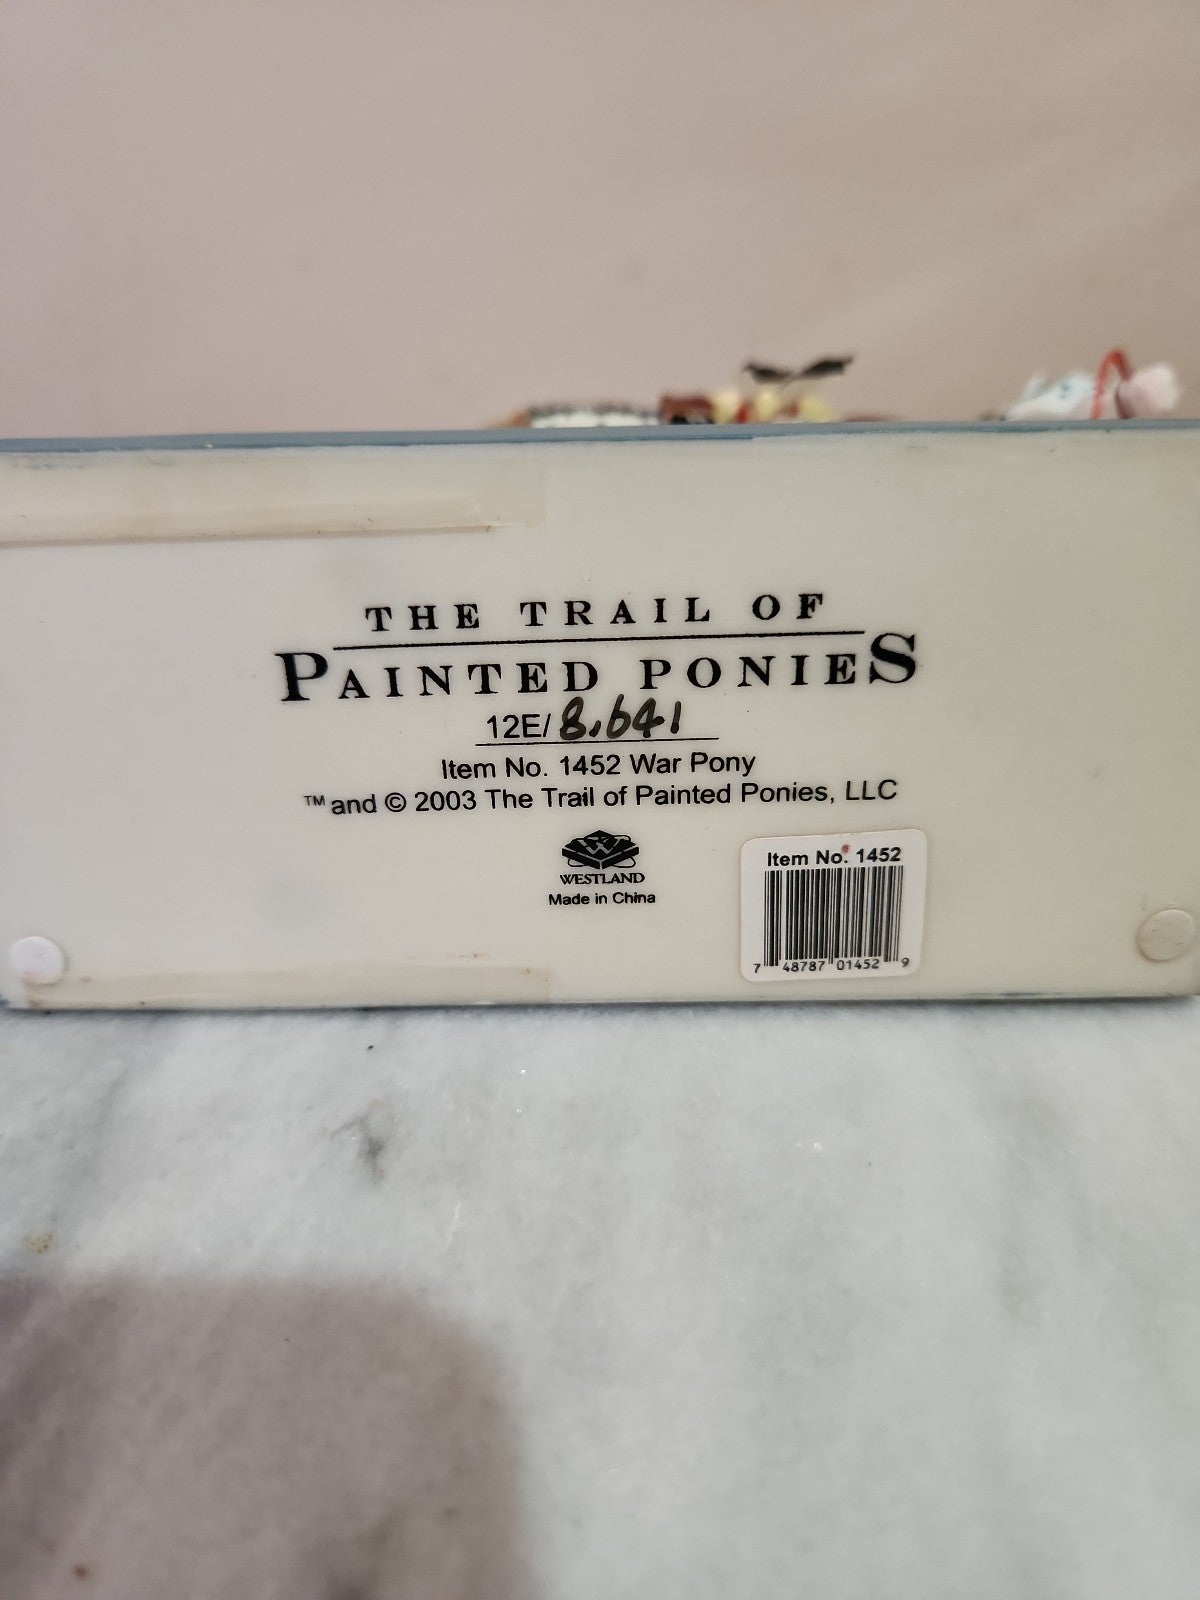 THE TRAIL OF
PAINTED PONIES
12E/ 8,641
Item No. 1452 War Pony
™ and © 2003 The Trail of Painted Ponies, LLC
WESTLAND
Made in China
Item No. 1452
7 48787 01452 9